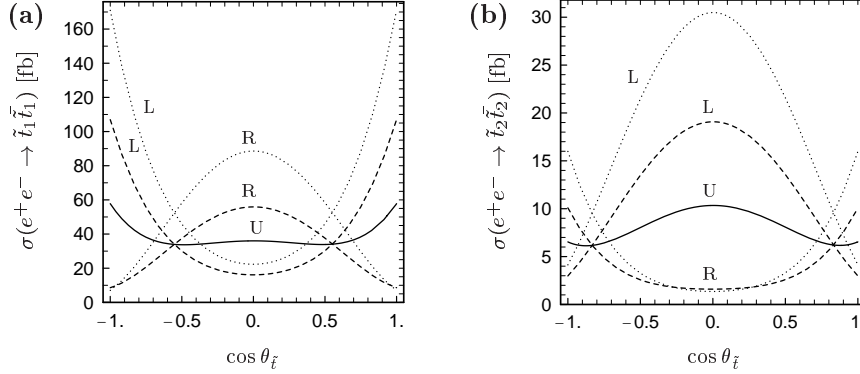 (a)
σ(e⁺e⁻ → t̃₁t̃̄₁) [fb]
160
140
120
100
80
60
40
20
0
L
L
R
R
U
−1.
−0.5
0.
0.5
1.
cos θ_t̃
(b)
σ(e⁺e⁻ → t̃₂t̃̄₂) [fb]
30
25
20
15
10
5
0
L
L
U
R
−1.
−0.5
0.
0.5
1.
cos θ_t̃